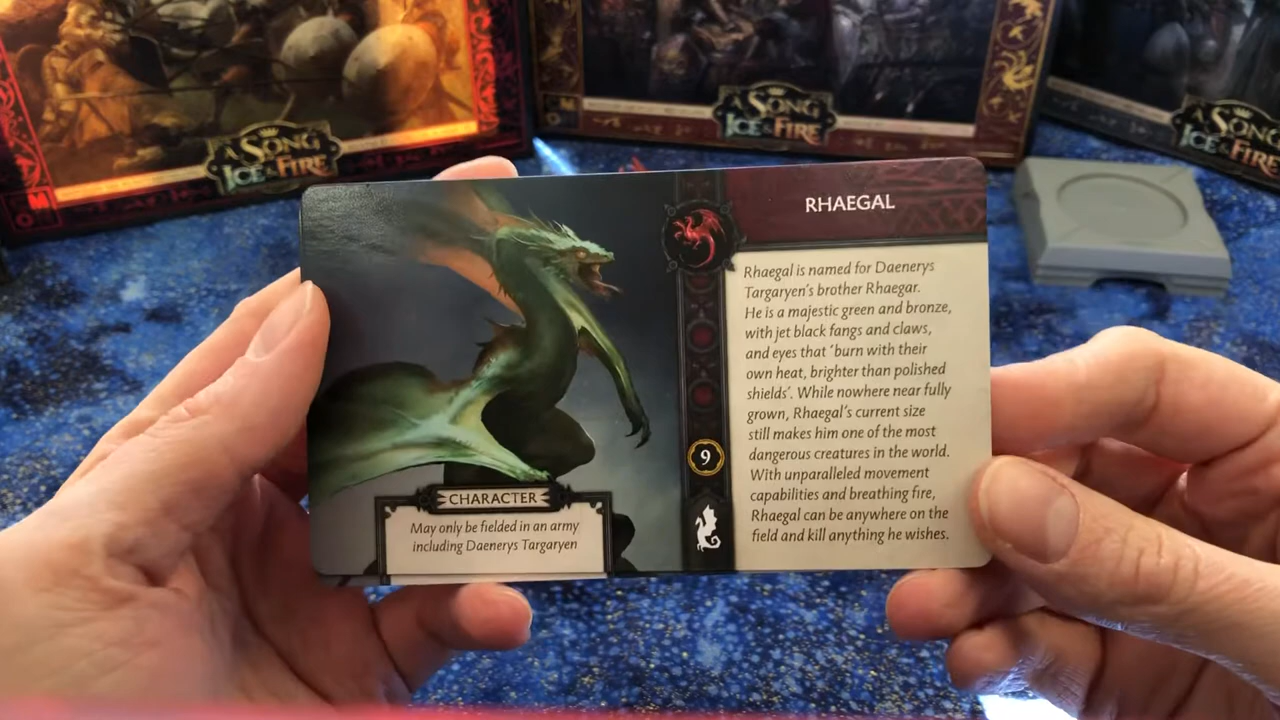 A SONG
OF
ICE & FIRE
A SONG
OF
ICE & FIRE
A SONG
OF
ICE & FIRE
RHAEGAL
Rhaegal is named for Daenerys
Targaryen's brother Rhaegar.
He is a majestic green and bronze,
with jet black fangs and claws,
and eyes that 'burn with their
own heat, brighter than polished
shields'. While nowhere near fully
grown, Rhaegal's current size
still makes him one of the most
dangerous creatures in the world.
With unparalleled movement
capabilities and breathing fire,
Rhaegal can be anywhere on the
field and kill anything he wishes.
9
CHARACTER
May only be fielded in an army
including Daenerys Targaryen